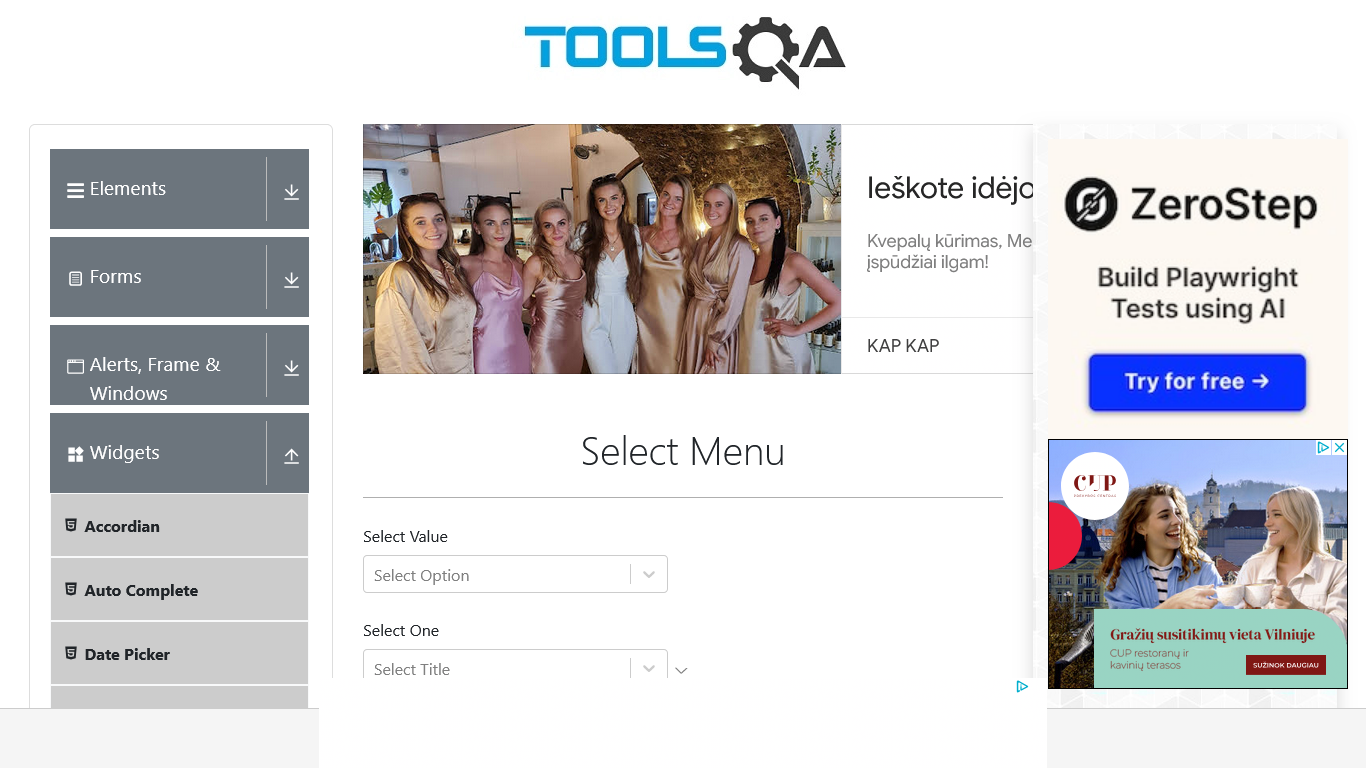 TOOLSQA
Elements
Forms
Alerts, Frame &
Windows
Widgets
Accordian
Auto Complete
Date Picker
Ieškote idėjo
Kvepalų kūrimas, Me
įspūdžiai ilgam!
KAP KAP
Select Menu
Select Value
Select Option
Select One
Select Title
ZeroStep
Build Playwright
Tests using AI
Try for free →
CUP
Gražių susitikimų vieta Vilniuje
CUP restoranų ir
kavinių terasos
SUŽINOK DAUGIAU